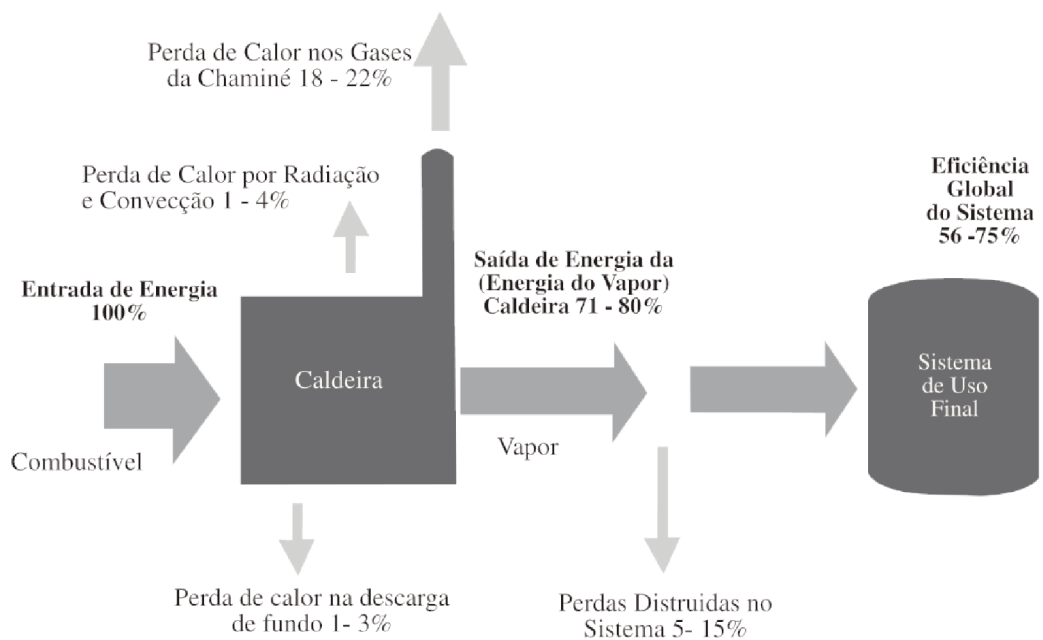 Perda de Calor nos Gases
da Chaminé 18 - 22%
Perda de Calor por Radiação
e Convecção 1 - 4%
Entrada de Energia
100%
Combustível
Caldeira
Saída de Energia da
(Energia do Vapor)
Caldeira 71 - 80%
Vapor
Eficiência
Global
do Sistema
56 -75%
Sistema
de Uso
Final
Perda de calor na descarga
de fundo 1- 3%
Perdas Distruidas no
Sistema 5- 15%